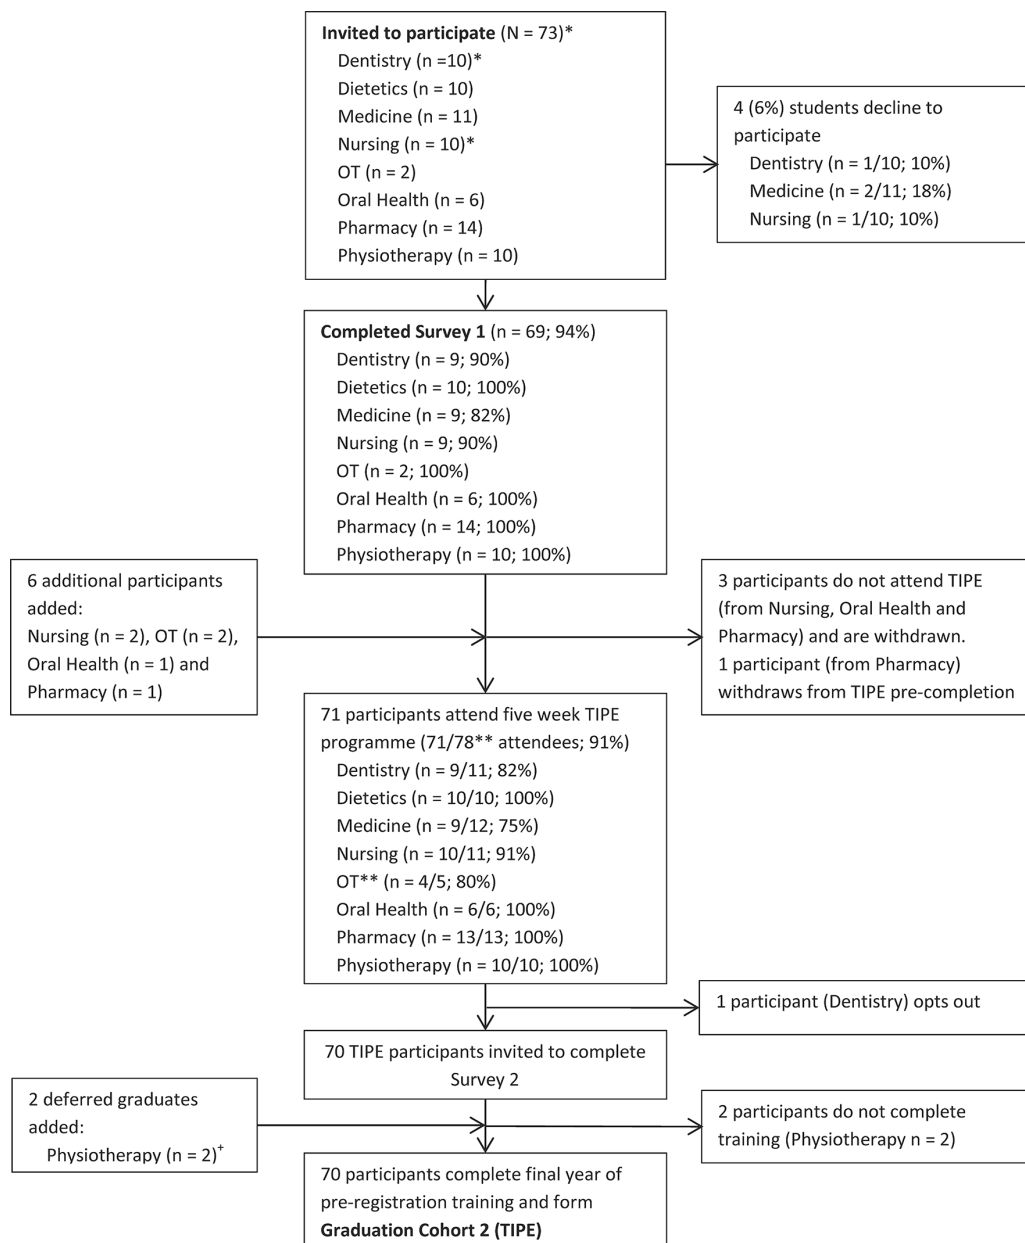 Invited to participate (N = 73)*
Dentistry (n =10)*
Dietetics (n = 10)
Medicine (n = 11)
Nursing (n = 10)*
OT (n = 2)
Oral Health (n = 6)
Pharmacy (n = 14)
Physiotherapy (n = 10)
4 (6%) students decline to
participate
Dentistry (n = 1/10; 10%)
Medicine (n = 2/11; 18%)
Nursing (n = 1/10; 10%)
Completed Survey 1 (n = 69; 94%)
Dentistry (n = 9; 90%)
Dietetics (n = 10; 100%)
Medicine (n = 9; 82%)
Nursing (n = 9; 90%)
OT (n = 2; 100%)
Oral Health (n = 6; 100%)
Pharmacy (n = 14; 100%)
Physiotherapy (n = 10; 100%)
6 additional participants
added:
Nursing (n = 2), OT (n = 2),
Oral Health (n = 1) and
Pharmacy (n = 1)
3 participants do not attend TIPE
(from Nursing, Oral Health and
Pharmacy) and are withdrawn.
1 participant (from Pharmacy)
withdraws from TIPE pre-completion
71 participants attend five week TIPE
programme (71/78** attendees; 91%)
Dentistry (n = 9/11; 82%)
Dietetics (n = 10/10; 100%)
Medicine (n = 9/12; 75%)
Nursing (n = 10/11; 91%)
OT** (n = 4/5; 80%)
Oral Health (n = 6/6; 100%)
Pharmacy (n = 13/13; 100%)
Physiotherapy (n = 10/10; 100%)
1 participant (Dentistry) opts out
70 TIPE participants invited to complete
Survey 2
2 deferred graduates
added:
Physiotherapy (n = 2)+
2 participants do not complete
training (Physiotherapy n = 2)
70 participants complete final year of
pre-registration training and form
Graduation Cohort 2 (TIPE)